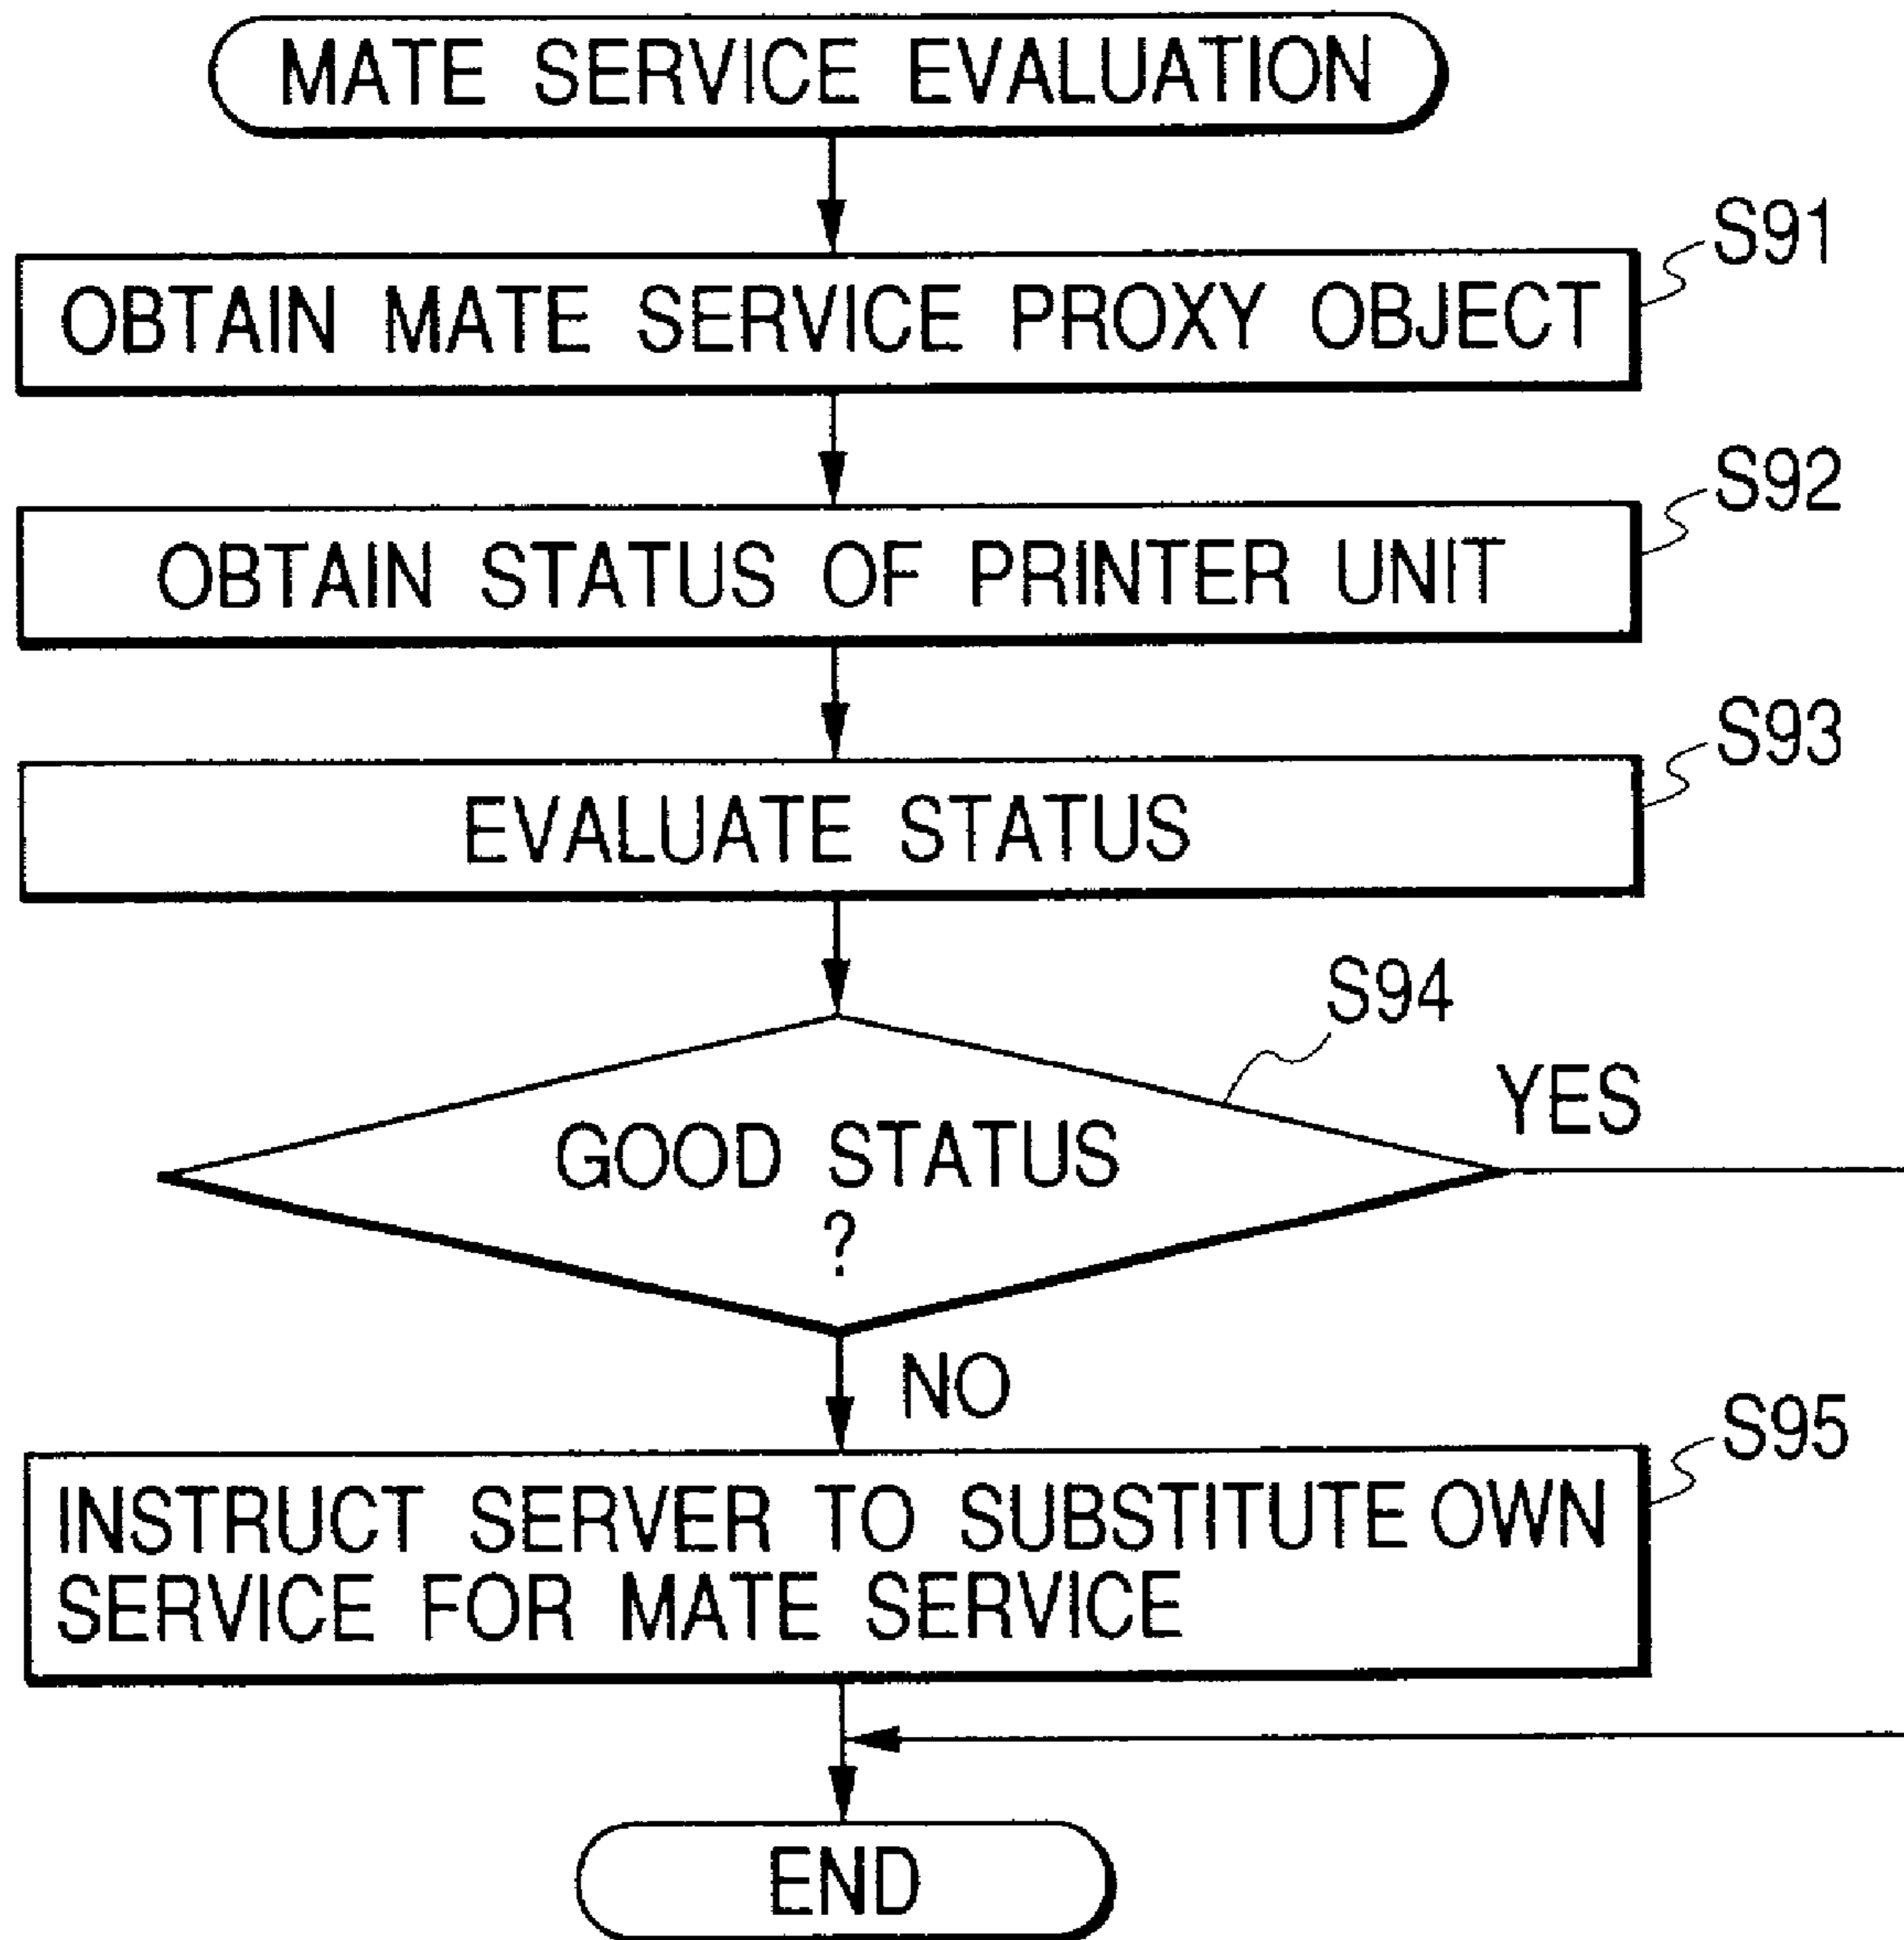 MATE SERVICE EVALUATION
S91
OBTAIN MATE SERVICE PROXY OBJECT
S92
OBTAIN STATUS OF PRINTER UNIT
S93
EVALUATE STATUS
S94
YES
GOOD STATUS
?
NO
S95
INSTRUCT SERVER TO SUBSTITUTE OWN
SERVICE FOR MATE SERVICE
END